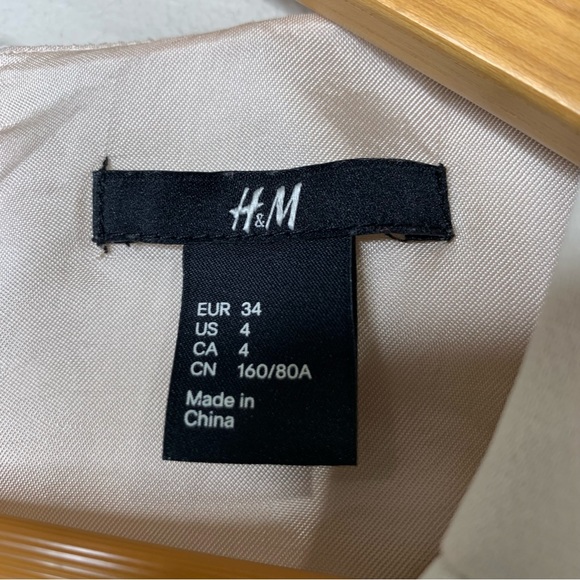 H&M
EUR 34
US 4
CA 4
CN 160/80A
Made in
China